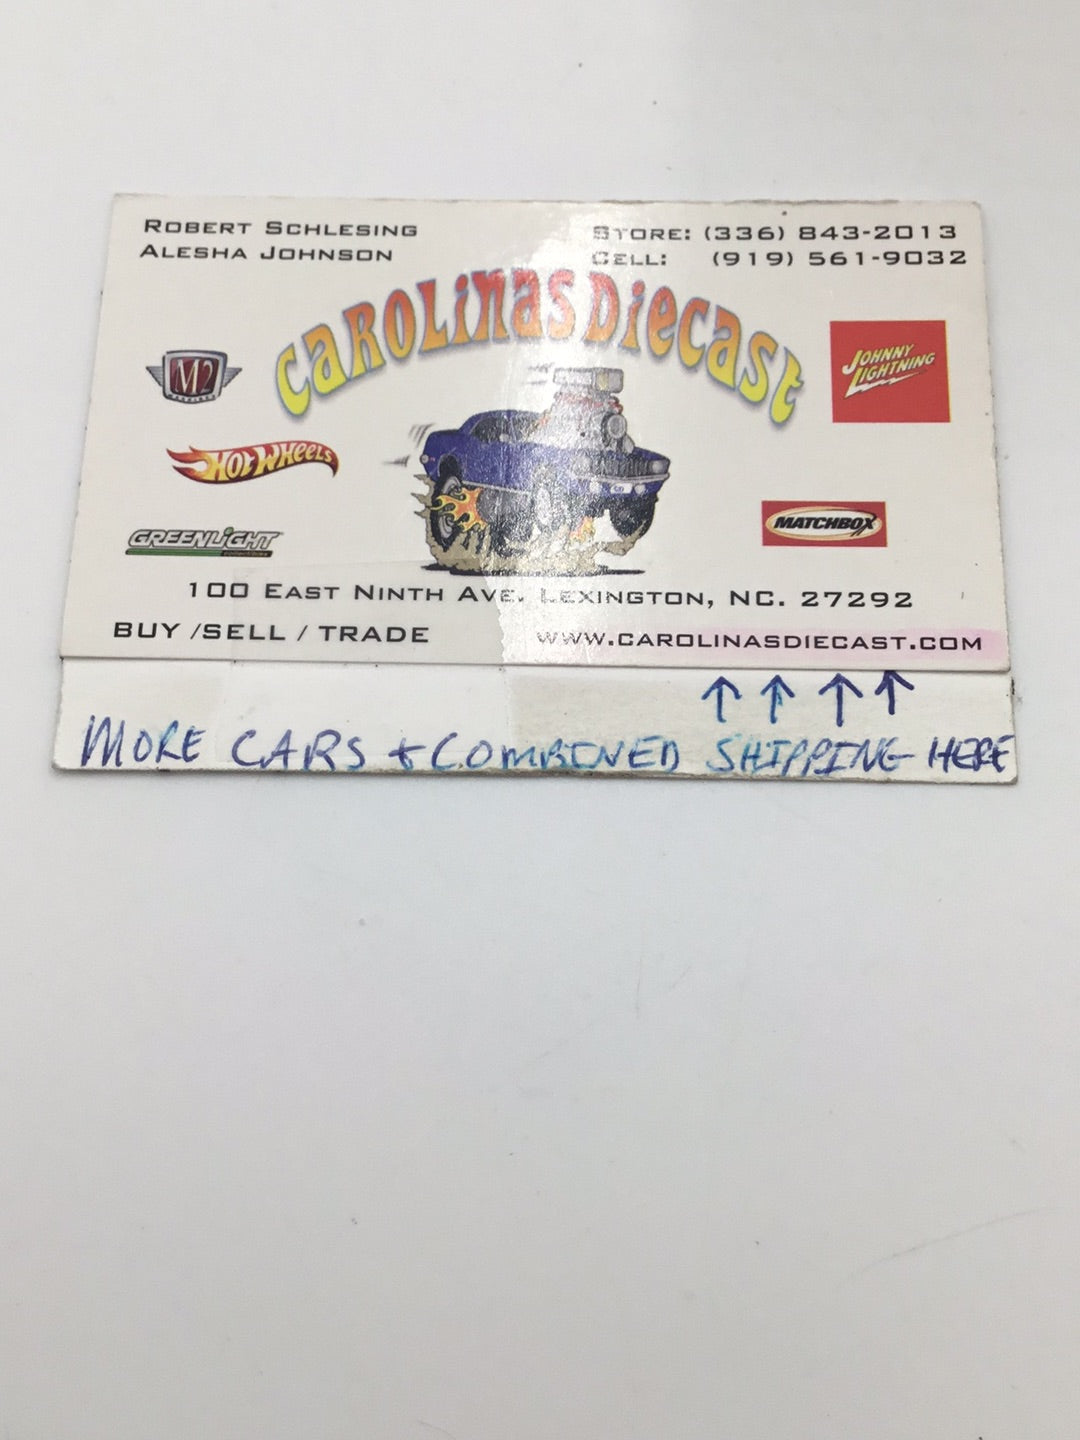 ROBERT SCHLESING
ALESHA JOHNSON
STORE: (336) 843-2013
CELL: (919) 561-9032
CAROLINAS DIECAST
M2
JOHNNY
LIGHTNING
HOT WHEELS
MATCHBOX
GREENLIGHT
100 EAST NINTH AVE. LEXINGTON, NC. 27292
BUY /SELL / TRADE
WWW.CAROLINASDIECAST.COM
↑ ↑ ↑ ↑
MORE CARS + COMBINED SHIPPING HERE